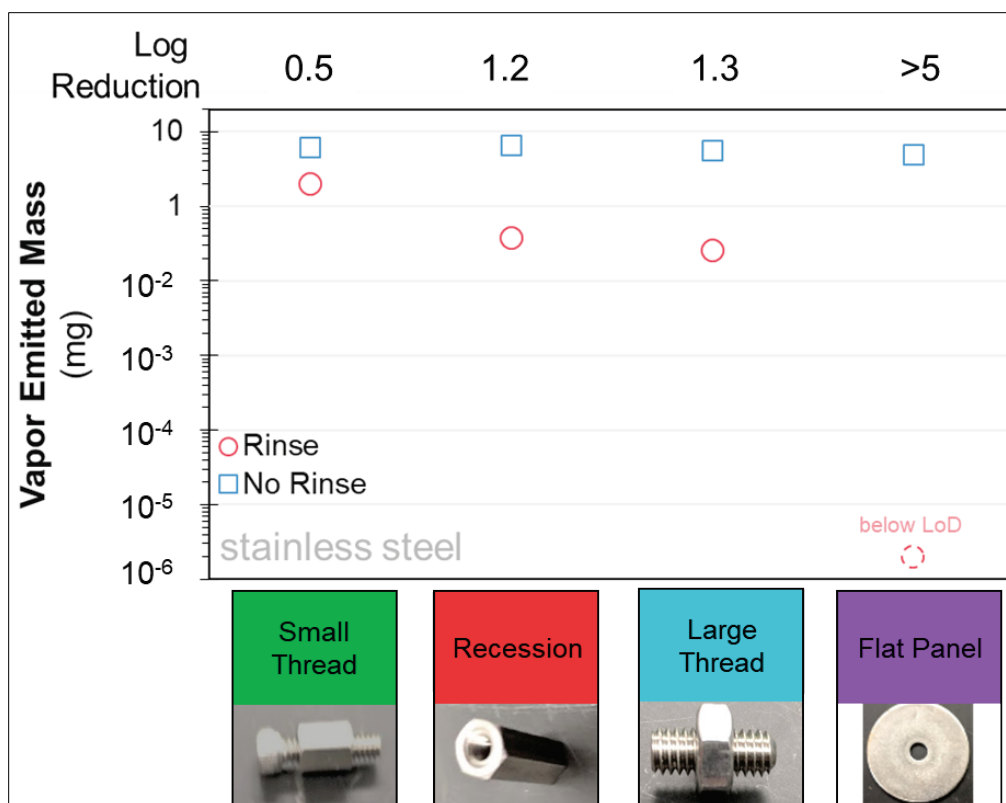 Log
Reduction
0.5 1.2 1.3 >5
Vapor Emitted Mass
(mg)
10
1
10-2
10-3
10-4
10-5
10-6
Rinse
No Rinse
stainless steel
below LoD
Small
Thread
Recession
Large
Thread
Flat Panel